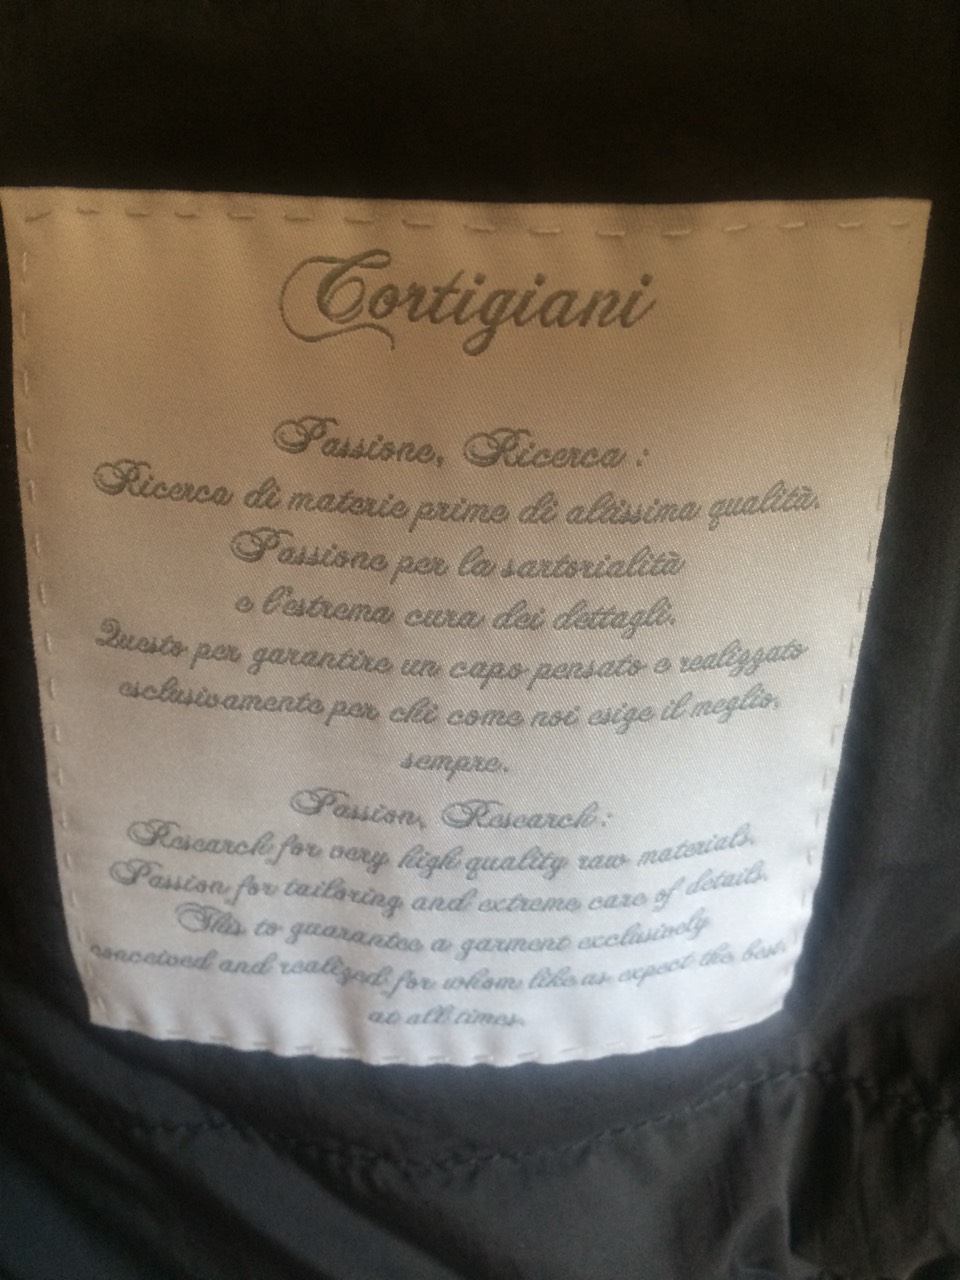 Cortigiani
Passione, Ricerca :
Ricerca di materie prime di altissima qualità.
Passione per la sartorialità
e l'estrema cura dei dettagli.
Questo per garantire un capo pensato e realizzato
esclusivamente per chi come noi esige il meglio,
sempre.
Passion, Research :
Research for very high quality raw materials.
Passion for tailoring and extreme care of details.
This to guarantee a garment exclusively
conceived and realized for whom like us expect the best,
at all times.